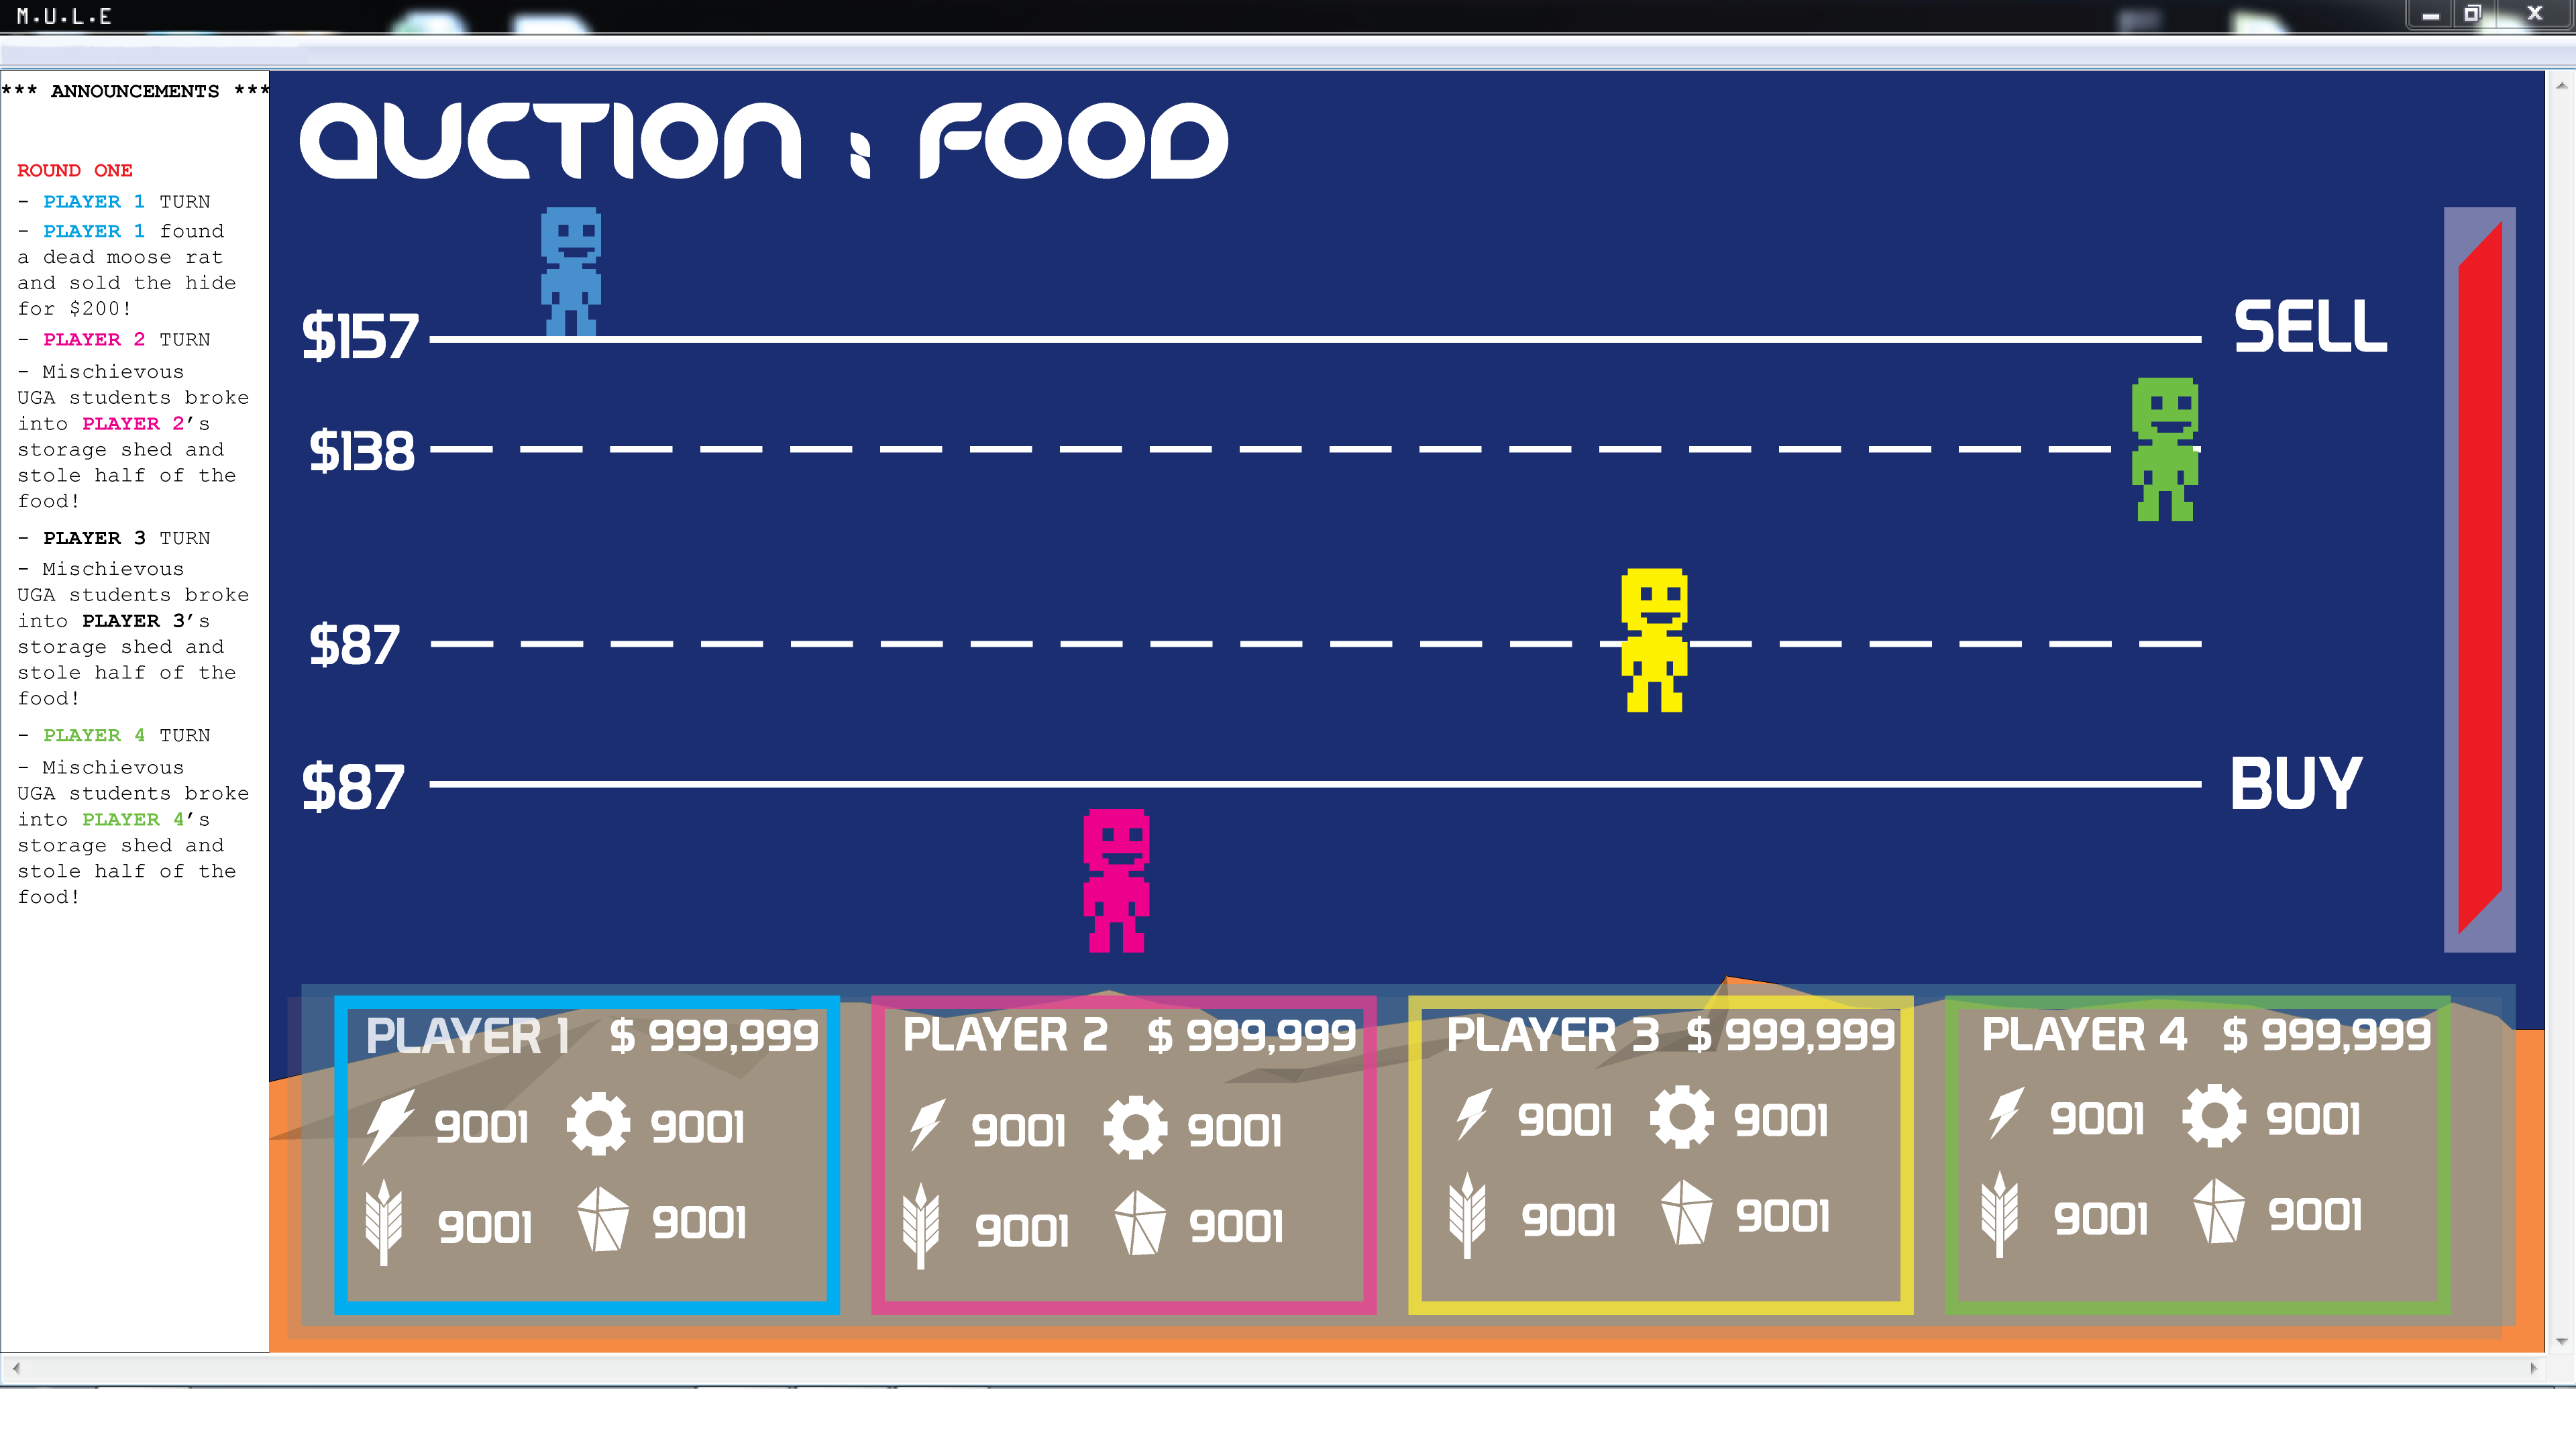 M.U.L.E
*** ANNOUNCEMENTS ***
ROUND ONE
- PLAYER 1 TURN
- PLAYER 1 found
a dead moose rat
and sold the hide
for $200!
- PLAYER 2 TURN
- Mischievous
UGA students broke
into PLAYER 2's
storage shed and
stole half of the
food!
- PLAYER 3 TURN
- Mischievous
UGA students broke
into PLAYER 3's
storage shed and
stole half of the
food!
- PLAYER 4 TURN
- Mischievous
UGA students broke
into PLAYER 4's
storage shed and
stole half of the
food!
AUCTION : FOOD
$157 SELL
$138
$87
$87 BUY
PLAYER 1 $ 999,999
9001 9001
9001 9001
PLAYER 2 $ 999,999
9001 9001
9001 9001
PLAYER 3 $ 999,999
9001 9001
9001 9001
PLAYER 4 $ 999,999
9001 9001
9001 9001